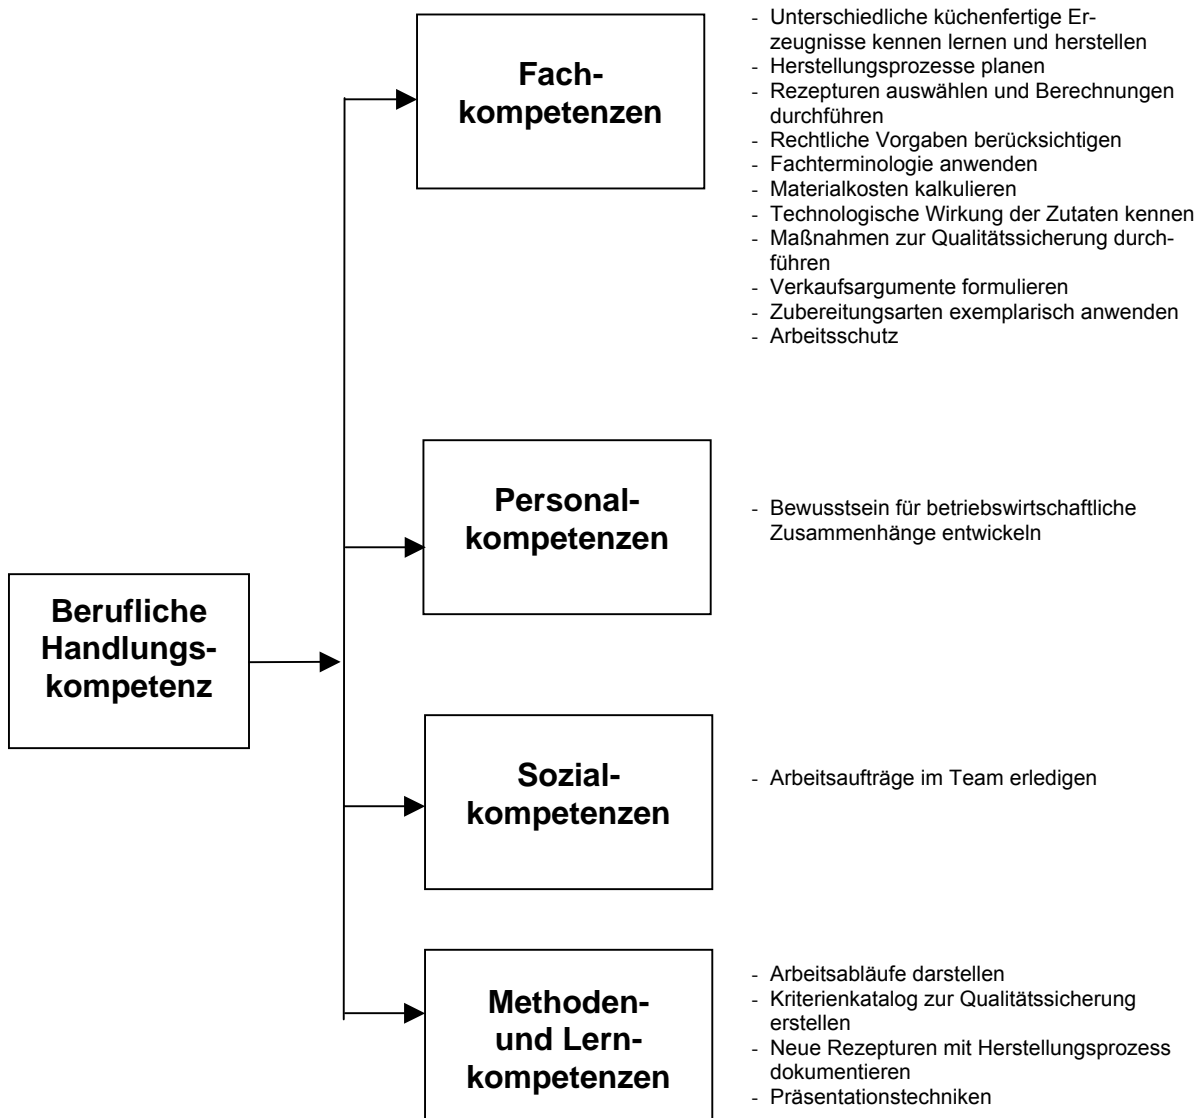 Fach-
kompetenzen
- Unterschiedliche küchenfertige Er-
zeugnisse kennen lernen und herstellen
- Herstellungsprozesse planen
- Rezepturen auswählen und Berechnungen
durchführen
- Rechtliche Vorgaben berücksichtigen
- Fachterminologie anwenden
- Materialkosten kalkulieren
- Technologische Wirkung der Zutaten kennen
- Maßnahmen zur Qualitätssicherung durch-
führen
- Verkaufsargumente formulieren
- Zubereitungsarten exemplarisch anwenden
- Arbeitsschutz
Personal-
kompetenzen
- Bewusstsein für betriebswirtschaftliche
Zusammenhänge entwickeln
Berufliche
Handlungs-
kompetenz
Sozial-
kompetenzen
- Arbeitsaufträge im Team erledigen
Methoden-
und Lern-
kompetenzen
- Arbeitsabläufe darstellen
- Kriterienkatalog zur Qualitätssicherung
erstellen
- Neue Rezepturen mit Herstellungsprozess
dokumentieren
- Präsentationstechniken